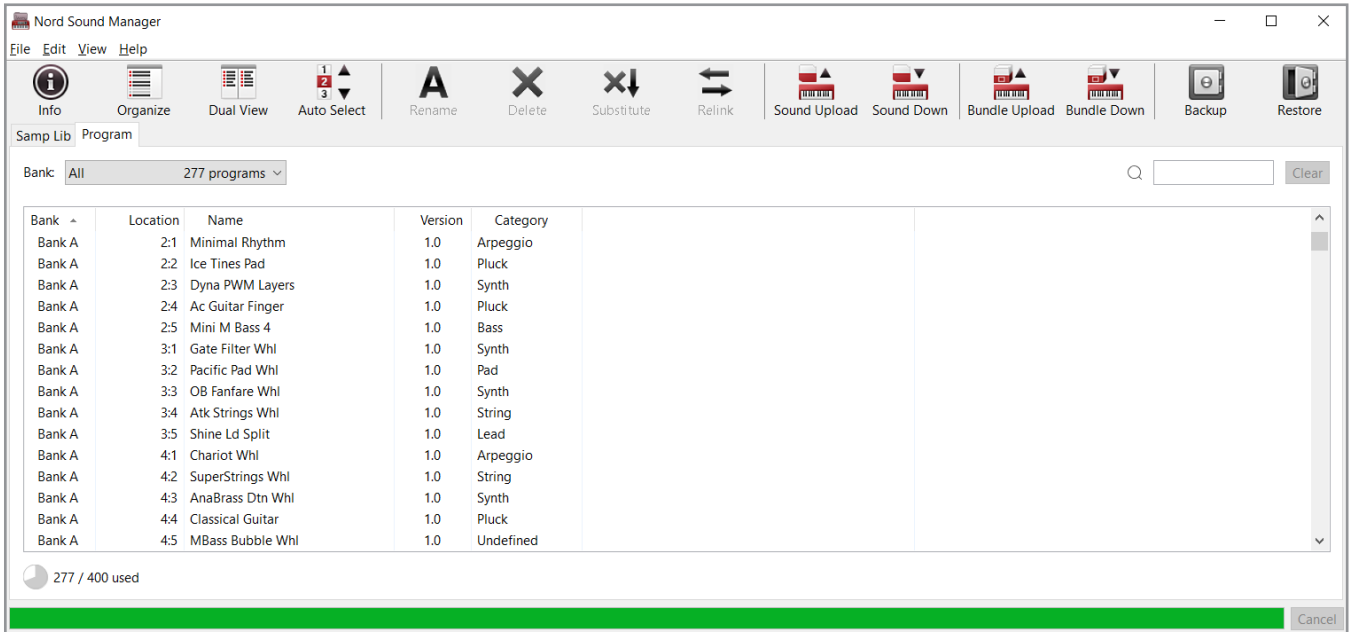 Nord Sound Manager
File Edit View Help
1 2 3
Info Organize Dual View Auto Select Rename Delete Substitute Relink Sound Upload Sound Down Bundle Upload Bundle Down Backup Restore
Samp Lib Program
Bank: All 277 programs Clear
Bank Location Name Version Category
Bank A 2:1 Minimal Rhythm 1.0 Arpeggio
Bank A 2:2 Ice Tines Pad 1.0 Pluck
Bank A 2:3 Dyna PWM Layers 1.0 Synth
Bank A 2:4 Ac Guitar Finger 1.0 Pluck
Bank A 2:5 Mini M Bass 4 1.0 Bass
Bank A 3:1 Gate Filter Whl 1.0 Synth
Bank A 3:2 Pacific Pad Whl 1.0 Pad
Bank A 3:3 OB Fanfare Whl 1.0 Synth
Bank A 3:4 Atk Strings Whl 1.0 String
Bank A 3:5 Shine Ld Split 1.0 Lead
Bank A 4:1 Chariot Whl 1.0 Arpeggio
Bank A 4:2 SuperStrings Whl 1.0 String
Bank A 4:3 AnaBrass Dtn Whl 1.0 Synth
Bank A 4:4 Classical Guitar 1.0 Pluck
Bank A 4:5 MBass Bubble Whl 1.0 Undefined
277 / 400 used
Cancel